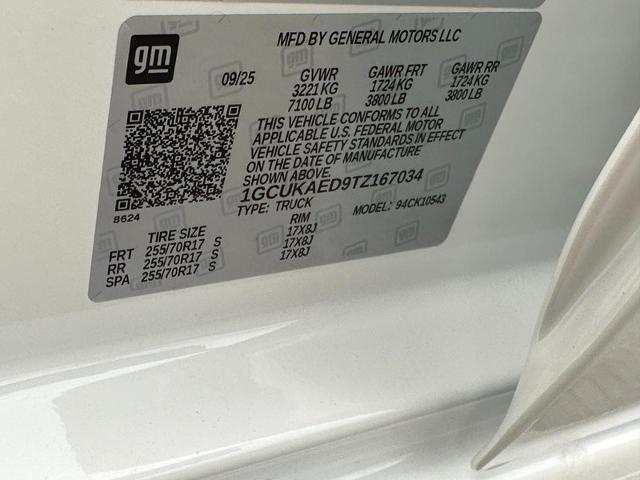 gm
MFD BY GENERAL MOTORS LLC
09/25 GVWR GAWR FRT GAWR RR
3221 KG 1724 KG 1724 KG
7100 LB 3800 LB 3800 LB
THIS VEHICLE CONFORMS TO ALL
APPLICABLE U.S. FEDERAL MOTOR
VEHICLE SAFETY STANDARDS IN EFFECT
ON THE DATE OF MANUFACTURE
SHOWN ABOVE.
1GCUKAED9TZ167034
8624
TYPE: TRUCK MODEL: 94CK10543
TIRE SIZE RIM
FRT 255/70R17 S 17X8J
RR 255/70R17 S 17X8J
SPA 255/70R17 S 17X8J